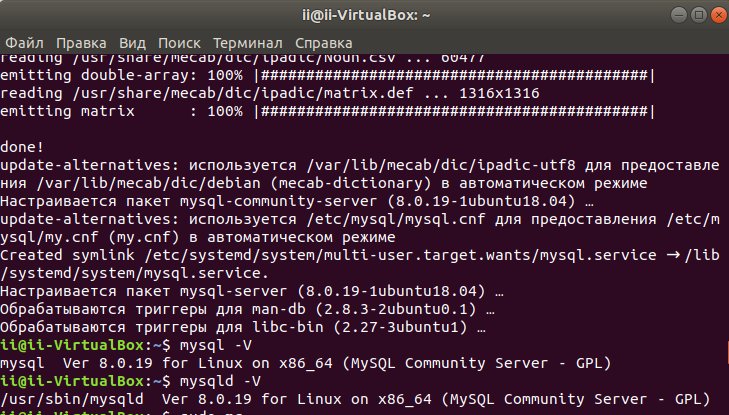 ii@ii-VirtualBox: ~
Файл Правка Вид Поиск Терминал Справка
reading /usr/share/mecab/dic/ipadic/Noun.csv ... 60477
emitting double-array: 100% |###########################################|
reading /usr/share/mecab/dic/ipadic/matrix.def ... 1316x1316
emitting matrix      : 100% |###########################################|
done!
update-alternatives: используется /var/lib/mecab/dic/ipadic-utf8 для предоставле
ния /var/lib/mecab/dic/debian (mecab-dictionary) в автоматическом режиме
Настраивается пакет mysql-community-server (8.0.19-1ubuntu18.04) …
update-alternatives: используется /etc/mysql/mysql.cnf для предоставления /etc/m
ysql/my.cnf (my.cnf) в автоматическом режиме
Created symlink /etc/systemd/system/multi-user.target.wants/mysql.service → /lib
/systemd/system/mysql.service.
Настраивается пакет mysql-server (8.0.19-1ubuntu18.04) …
Обрабатываются триггеры для man-db (2.8.3-2ubuntu0.1) …
Обрабатываются триггеры для libc-bin (2.27-3ubuntu1) …
ii@ii-VirtualBox:~$ mysql -V
mysql  Ver 8.0.19 for Linux on x86_64 (MySQL Community Server - GPL)
ii@ii-VirtualBox:~$ mysqld -V
/usr/sbin/mysqld  Ver 8.0.19 for Linux on x86_64 (MySQL Community Server - GPL)
ii@ii-VirtualBox:~$ sudo